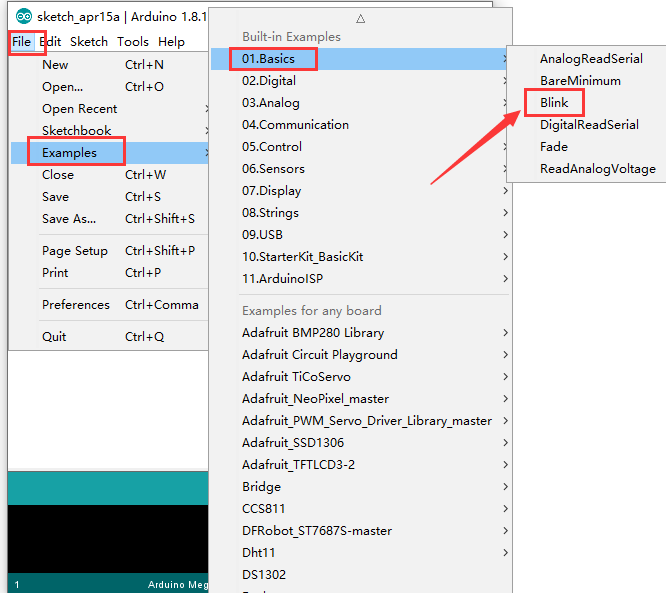 sketch_apr15a | Arduino 1.8.1
File Edit Sketch Tools Help
New Ctrl+N
Open... Ctrl+O
Open Recent
Sketchbook
Examples
Close Ctrl+W
Save Ctrl+S
Save As... Ctrl+Shift+S
Page Setup Ctrl+Shift+P
Print Ctrl+P
Preferences Ctrl+Comma
Quit Ctrl+Q
Built-in Examples
01.Basics
02.Digital
03.Analog
04.Communication
05.Control
06.Sensors
07.Display
08.Strings
09.USB
10.StarterKit_BasicKit
11.ArduinoISP
Examples for any board
Adafruit BMP280 Library
Adafruit Circuit Playground
Adafruit TiCoServo
Adafruit_NeoPixel_master
Adafruit_PWM_Servo_Driver_Library_master
Adafruit_SSD1306
Adafruit_TFTLCD3-2
Bridge
CCS811
DFRobot_ST7687S-master
Dht11
DS1302
AnalogReadSerial
BareMinimum
Blink
DigitalReadSerial
Fade
ReadAnalogVoltage
1 Arduino Meg